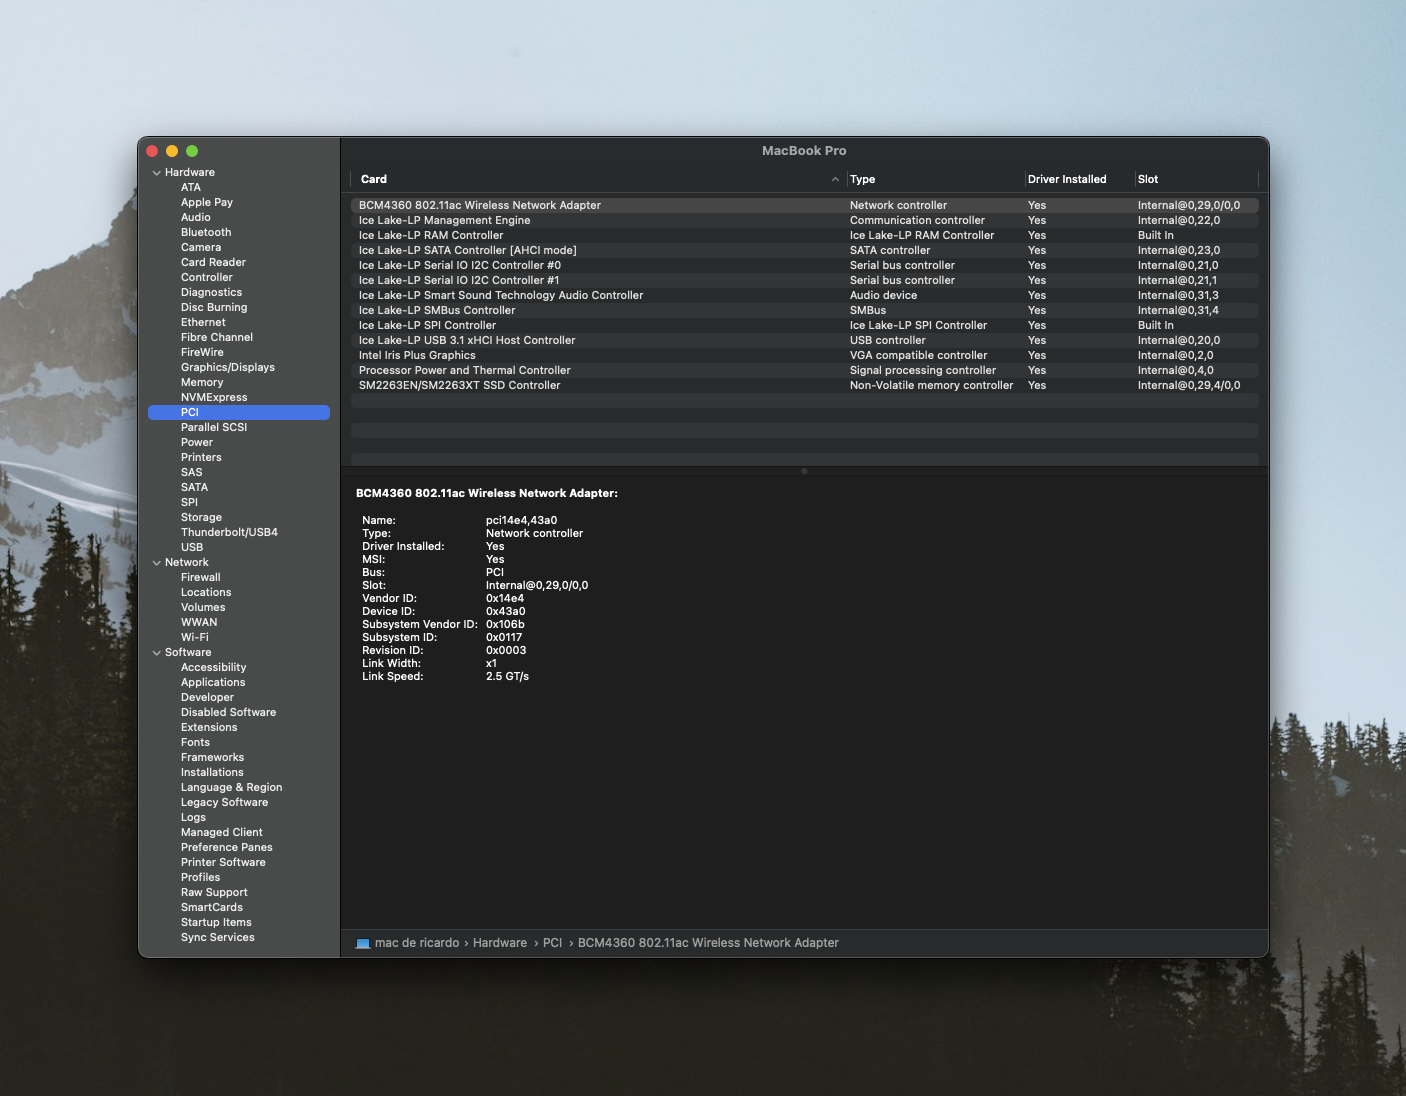 MacBook Pro
Hardware
ATA
Apple Pay
Audio
Bluetooth
Camera
Card Reader
Controller
Diagnostics
Disc Burning
Ethernet
Fibre Channel
FireWire
Graphics/Displays
Memory
NVMExpress
PCI
Parallel SCSI
Power
Printers
SAS
SATA
SPI
Storage
Thunderbolt/USB4
USB
Network
Firewall
Locations
Volumes
WWAN
Wi-Fi
Software
Accessibility
Applications
Developer
Disabled Software
Extensions
Fonts
Frameworks
Installations
Language & Region
Legacy Software
Logs
Managed Client
Preference Panes
Printer Software
Profiles
Raw Support
SmartCards
Startup Items
Sync Services
Card Type Driver Installed Slot
BCM4360 802.11ac Wireless Network Adapter Network controller Yes Internal@0,29,0/0,0
Ice Lake-LP Management Engine Communication controller Yes Internal@0,22,0
Ice Lake-LP RAM Controller Ice Lake-LP RAM Controller Yes Built In
Ice Lake-LP SATA Controller [AHCI mode] SATA controller Yes Internal@0,23,0
Ice Lake-LP Serial IO I2C Controller #0 Serial bus controller Yes Internal@0,21,0
Ice Lake-LP Serial IO I2C Controller #1 Serial bus controller Yes Internal@0,21,1
Ice Lake-LP Smart Sound Technology Audio Controller Audio device Yes Internal@0,31,3
Ice Lake-LP SMBus Controller SMBus Yes Internal@0,31,4
Ice Lake-LP SPI Controller Ice Lake-LP SPI Controller Yes Built In
Ice Lake-LP USB 3.1 xHCI Host Controller USB controller Yes Internal@0,20,0
Intel Iris Plus Graphics VGA compatible controller Yes Internal@0,2,0
Processor Power and Thermal Controller Signal processing controller Yes Internal@0,4,0
SM2263EN/SM2263XT SSD Controller Non-Volatile memory controller Yes Internal@0,29,4/0,0
BCM4360 802.11ac Wireless Network Adapter:
Name: pci14e4,43a0
Type: Network controller
Driver Installed: Yes
MSI: Yes
Bus: PCI
Slot: Internal@0,29,0/0,0
Vendor ID: 0x14e4
Device ID: 0x43a0
Subsystem Vendor ID: 0x106b
Subsystem ID: 0x0117
Revision ID: 0x0003
Link Width: x1
Link Speed: 2.5 GT/s
mac de ricardo › Hardware › PCI › BCM4360 802.11ac Wireless Network Adapter